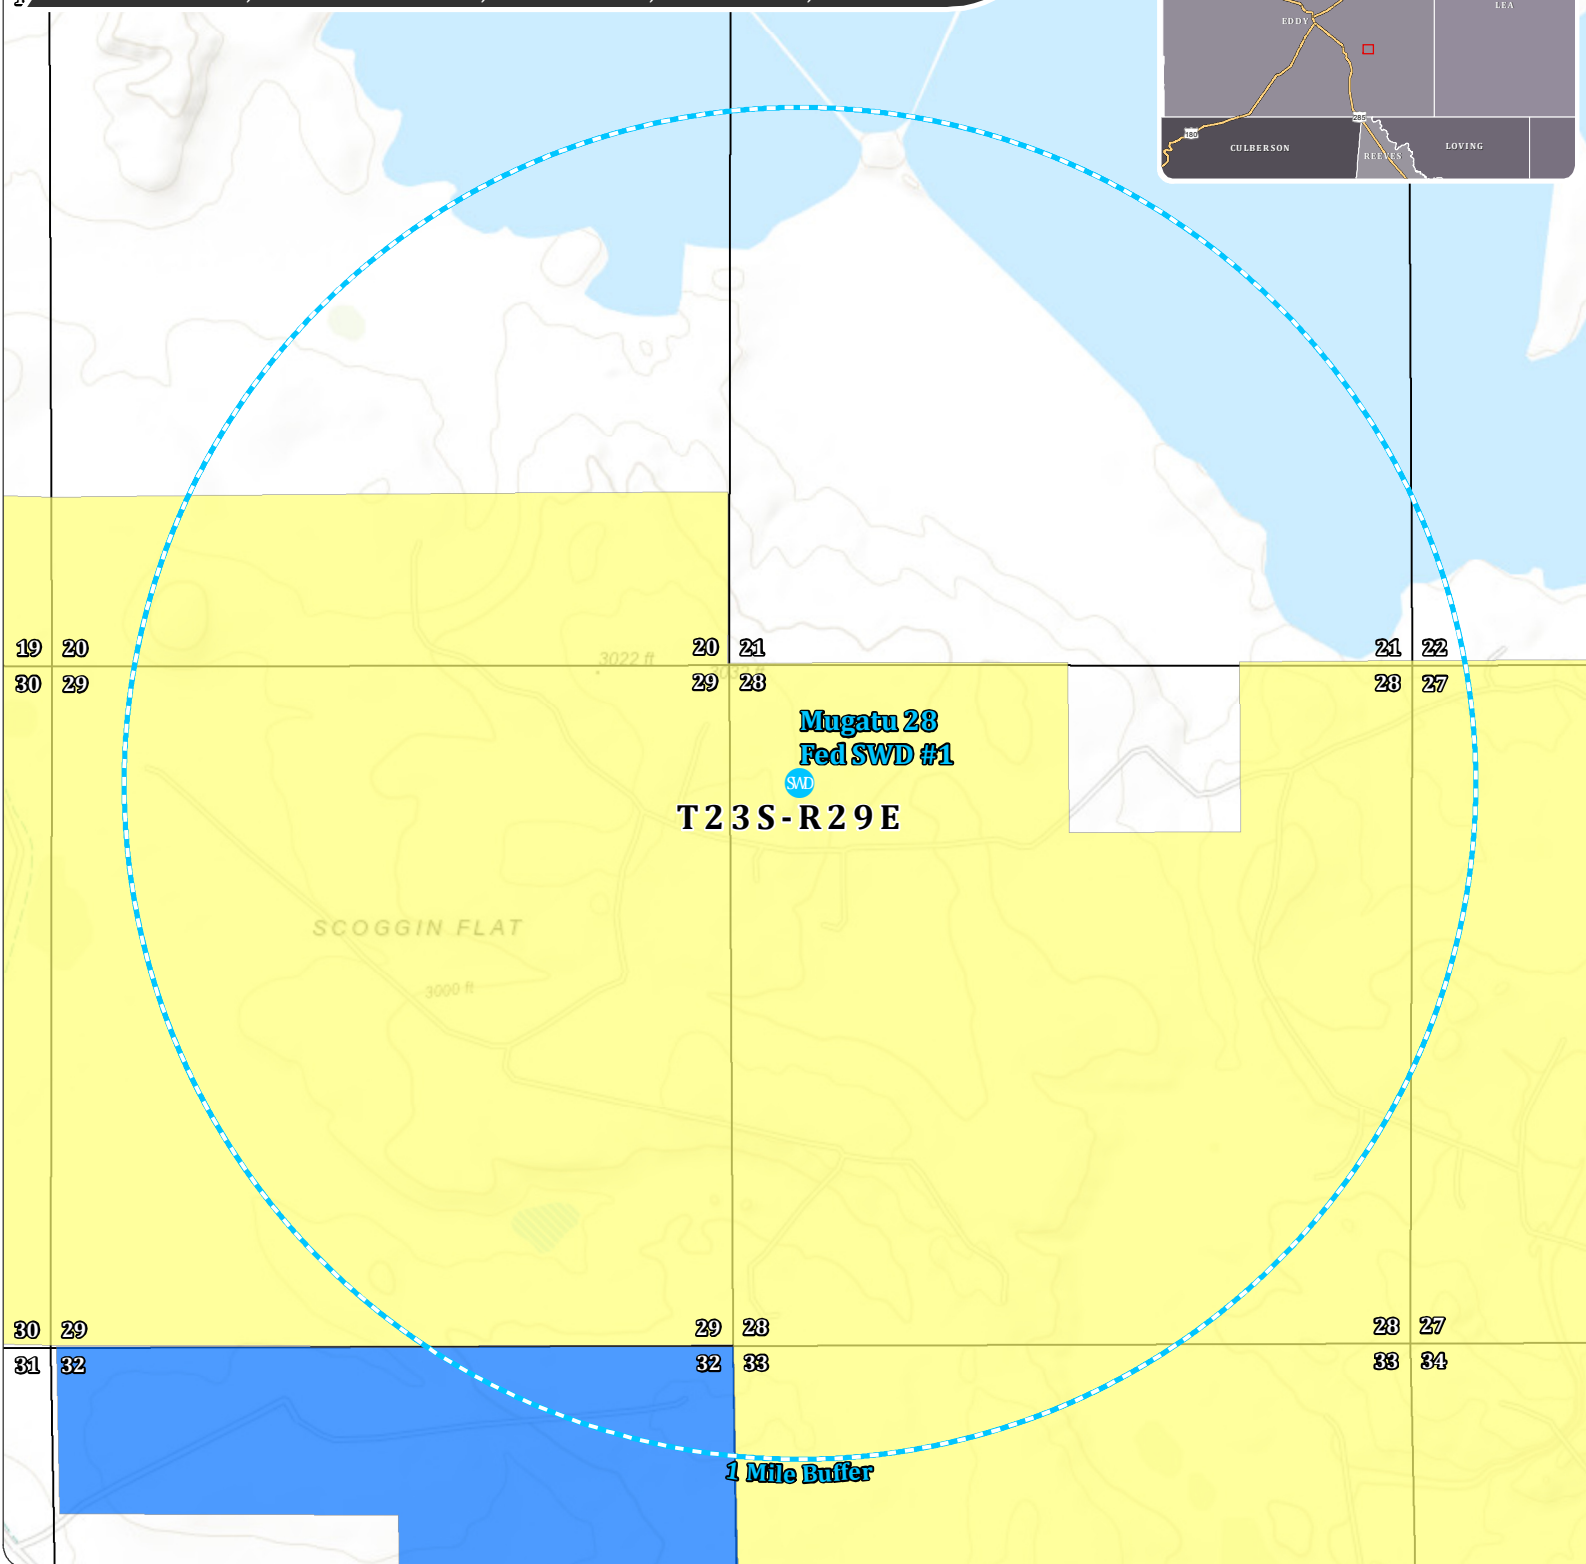 EDDY
LEA
285
180
CULBERSON
REEVES
LOVING
19 20
20 21
21 22
30 29
29 28
28 27
3022 ft
3032 ft
Mugatu 28
Fed SWD #1
SWD
T23S-R29E
SCOGGIN FLAT
3000 ft
30 29
29 28
28 27
31 32
32 33
33 34
1 Mile Buffer